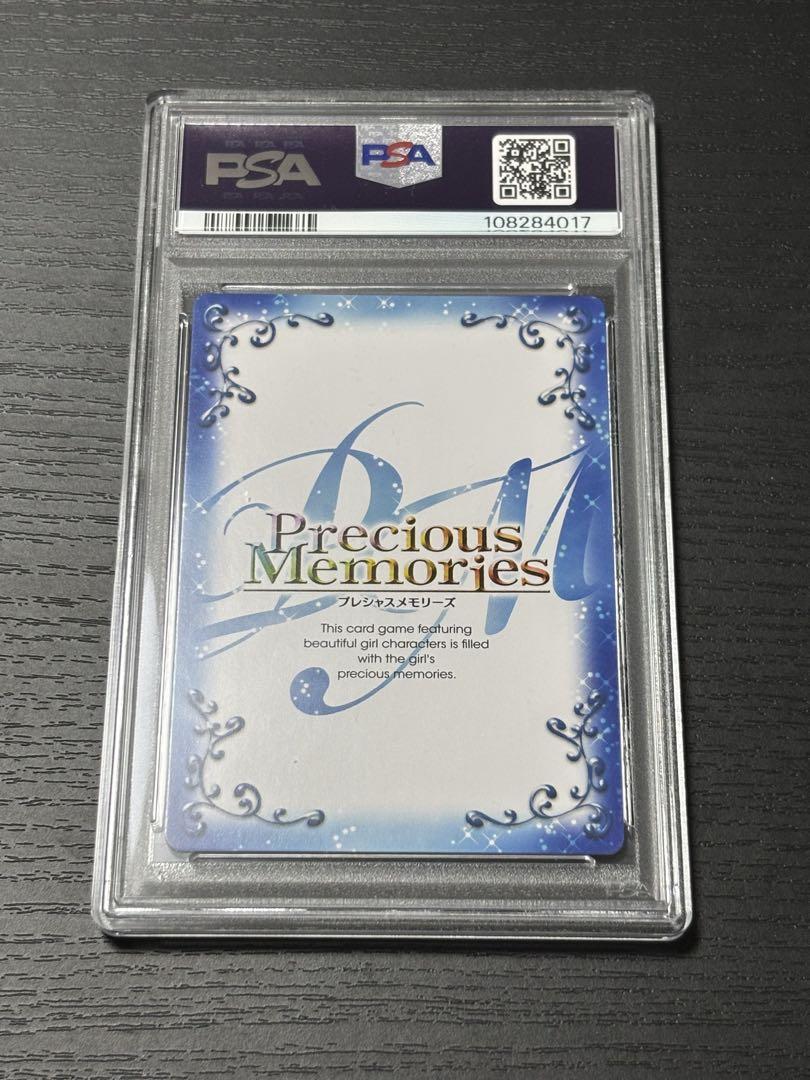 PSA
PSA
108284017
PM
Precious
Memories
プレシャスメモリーズ
This card game featuring
beautiful girl characters is filled
with the girl's
precious memories.